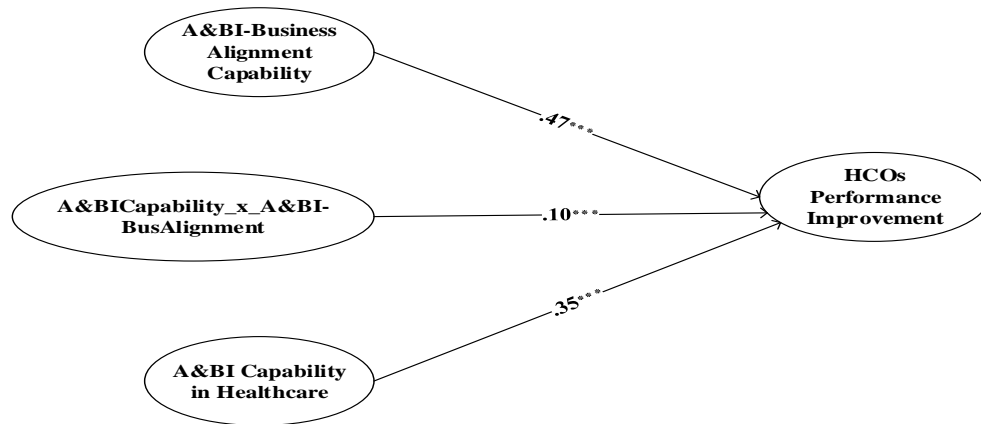 A&BI-Business
Alignment
Capability
.47***
HCOs
Performance
Improvement
A&BICapability_x_A&BI-
BusAlignment
.10***
.35***
A&BI Capability
in Healthcare